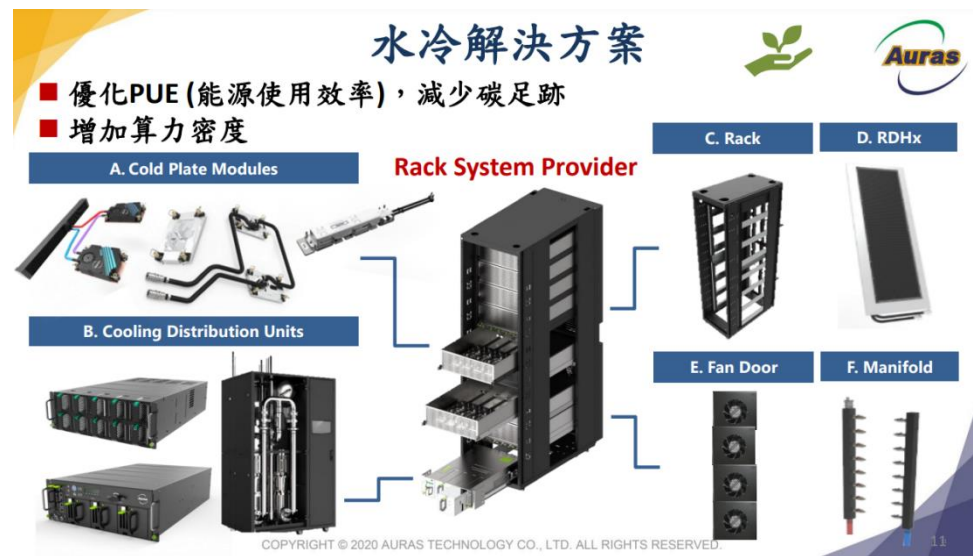 水冷解決方案
Auras
優化PUE (能源使用效率)，減少碳足跡
增加算力密度
A. Cold Plate Modules
Rack System Provider
C. Rack
D. RDHx
B. Cooling Distribution Units
E. Fan Door
F. Manifold
COPYRIGHT © 2020 AURAS TECHNOLOGY CO., LTD. ALL RIGHTS RESERVED.
11